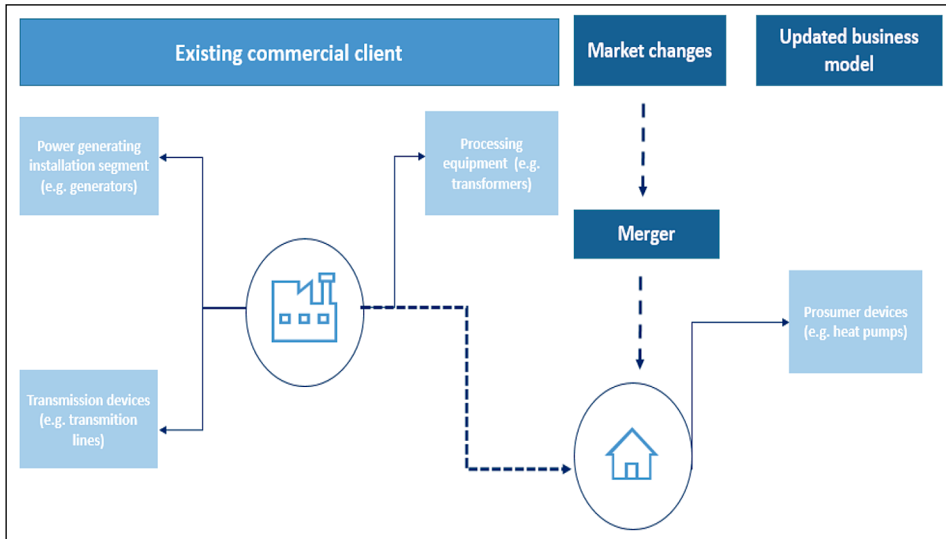 Existing commercial client
Market changes
Updated business
model
Power generating
installation segment
(e.g. generators)
Processing
equipment (e.g.
transformers)
Merger
Prosumer devices
(e.g. heat pumps)
Transmission devices
(e.g. transmition
lines)